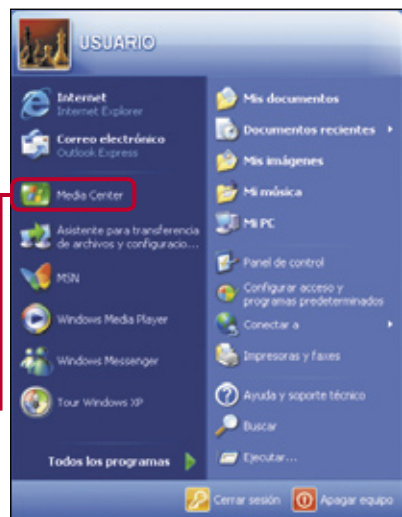 USUARIO
Internet
Internet Explorer
Correo electrónico
Outlook Express
Media Center
Asistente para transferencia
de archivos y configuracio...
MSN
Windows Media Player
Windows Messenger
Tour Windows XP
Todos los programas
Mis documentos
Documentos recientes
Mis imágenes
Mi música
Mi PC
Panel de control
Configurar acceso y
programas predeterminados
Conectar a
Impresoras y faxes
Ayuda y soporte técnico
Buscar
Ejecutar...
Cerrar sesión
Apagar equipo